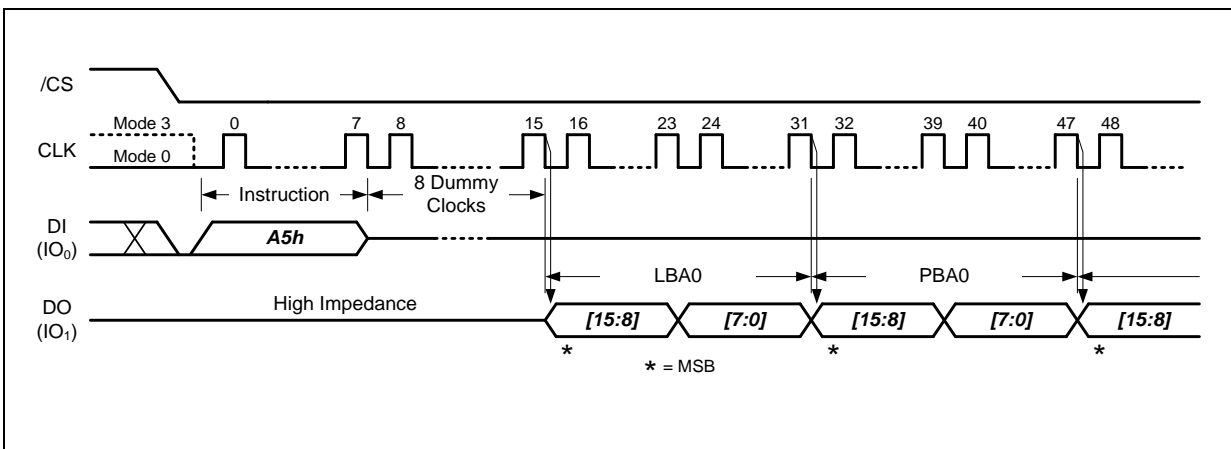 /CS
Mode 3 0 7 8 15 16 23 24 31 32 39 40 47 48
CLK
Mode 0
Instruction 8 Dummy
Clocks
DI
(IO0) A5h
LBA0 PBA0
High Impedance
DO
(IO1) [15:8] [7:0] [15:8] [7:0] [15:8]
* * *
* = MSB